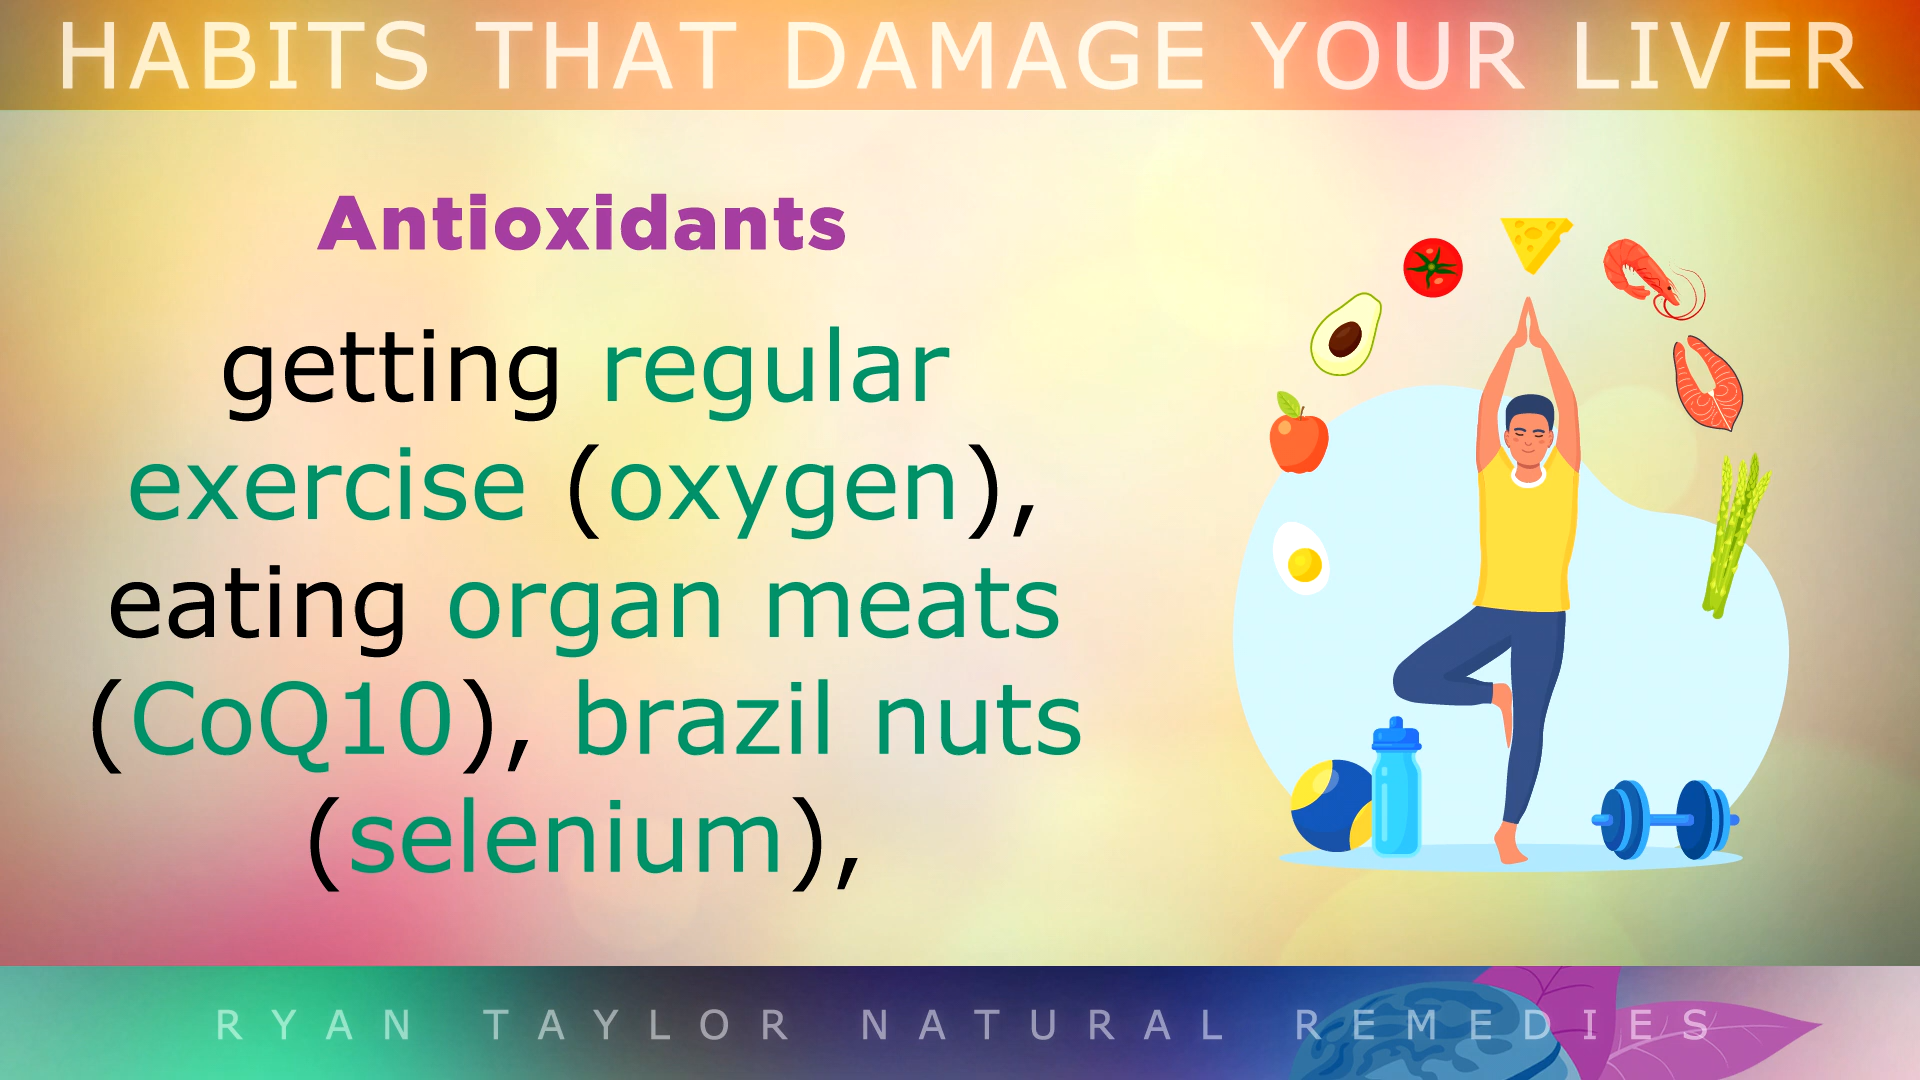 HABITS THAT DAMAGE YOUR LIVER
Antioxidants
getting regular
exercise (oxygen),
eating organ meats
(CoQ10), brazil nuts
(selenium),
RYAN TAYLOR NATURAL REMEDIES